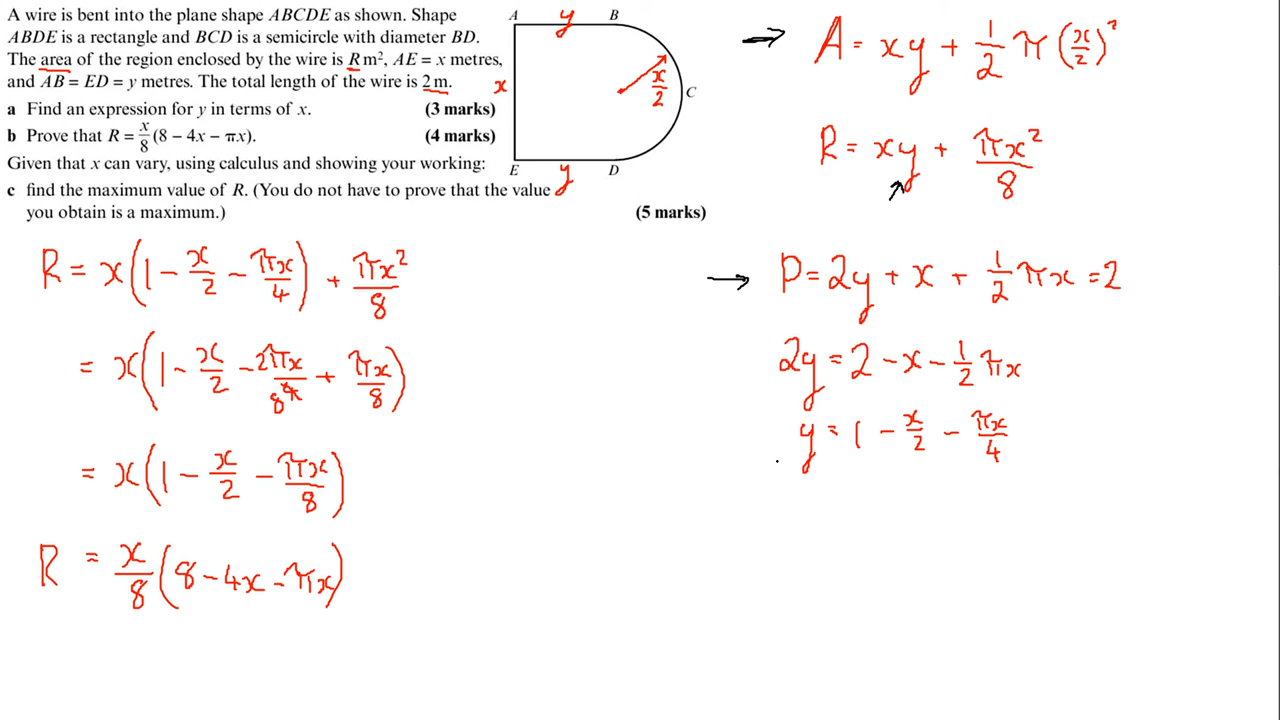 A wire is bent into the plane shape ABCDE as shown. Shape
ABDE is a rectangle and BCD is a semicircle with diameter BD.
The area of the region enclosed by the wire is R m², AE = x metres,
and AB = ED = y metres. The total length of the wire is 2 m.
a Find an expression for y in terms of x. (3 marks)
b Prove that R = x/8 (8 – 4x – πx). (4 marks)
Given that x can vary, using calculus and showing your working:
c find the maximum value of R. (You do not have to prove that the value
you obtain is a maximum.) (5 marks)
A y B
x x/2 C
E y D
→ A = xy + 1/2 π (x/2)²
R = xy + πx²/8
→ P = 2y + x + 1/2 πx = 2
2y = 2 - x - 1/2 πx
y = 1 - x/2 - πx/4
R = x(1 - x/2 - πx/4) + πx²/8
= x(1 - x/2 - 2πx/8 + πx/8)
= x(1 - x/2 - πx/8)
R = x/8 (8 - 4x - πx)